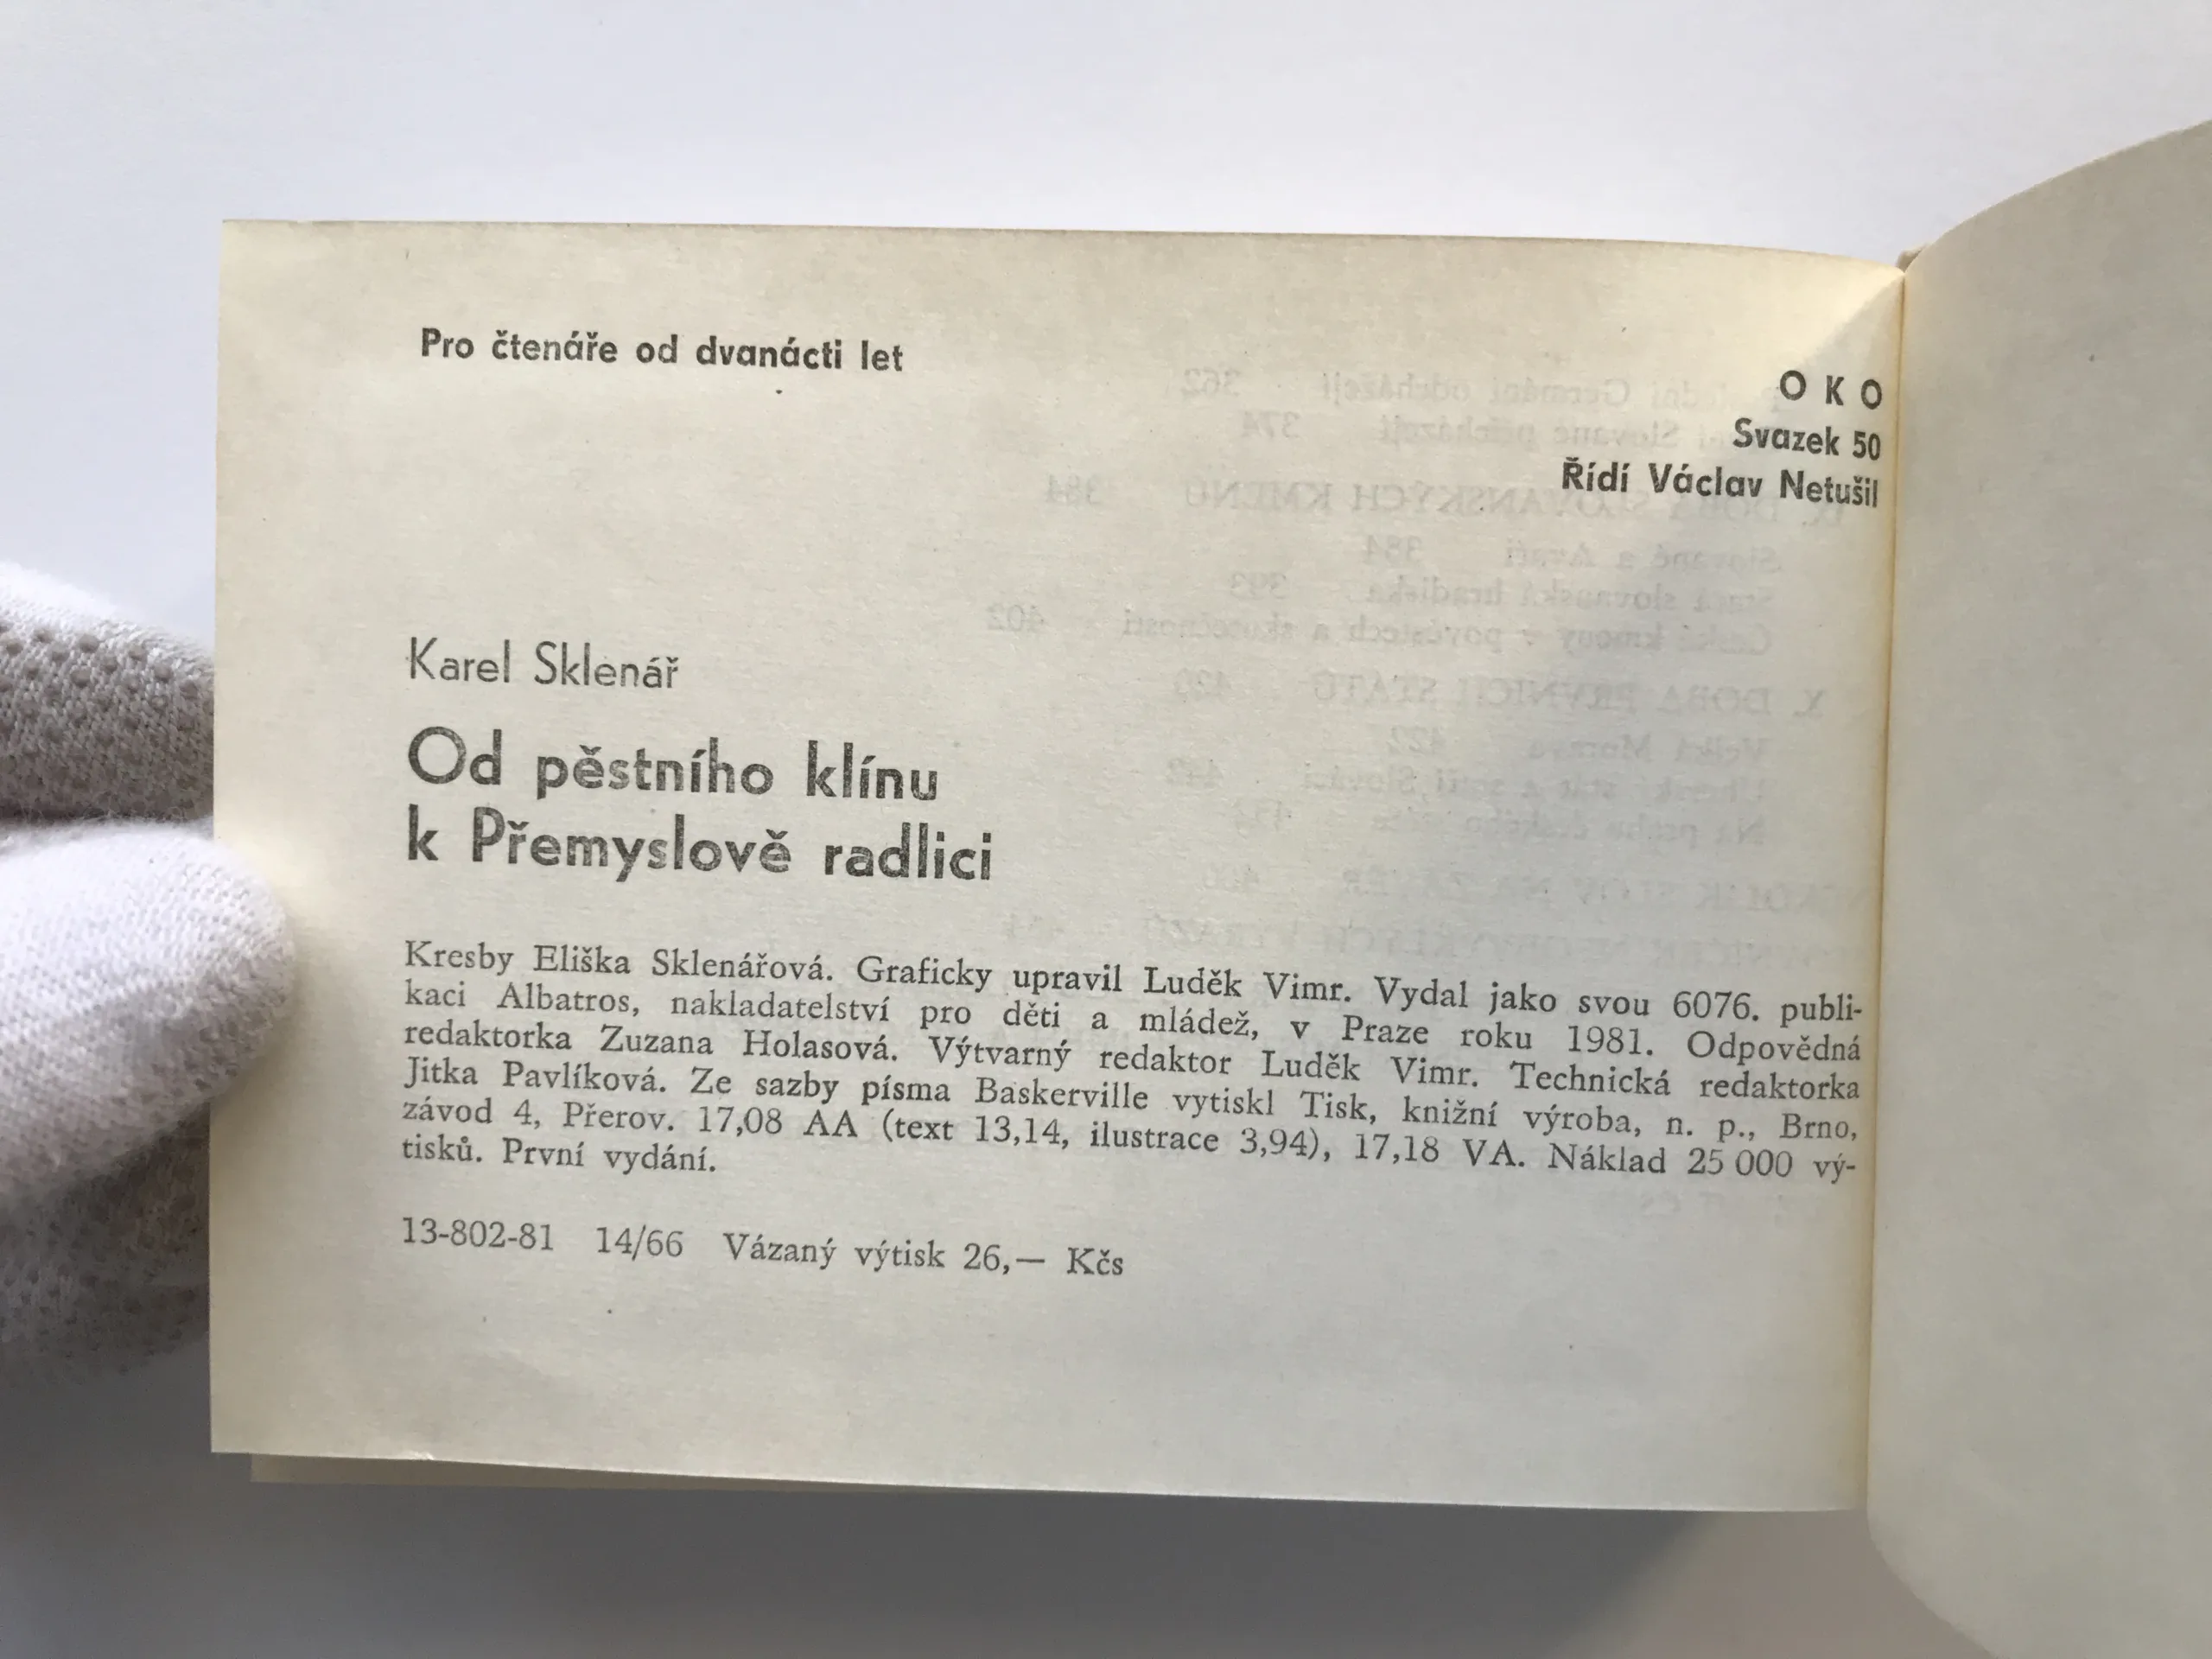 Pro čtenáře od dvanácti let
O K O
Svazek 50
Řídí Václav Netušil
Karel Sklenář
Od pěstního klínu
k Přemyslově radlici
Kresby Eliška Sklenářová. Graficky upravil Luděk Vimr. Vydal jako svou 6076. publi-
kaci Albatros, nakladatelství pro děti a mládež, v Praze roku 1981. Odpovědná
redaktorka Zuzana Holasová. Výtvarný redaktor Luděk Vimr. Technická redaktorka
Jitka Pavlíková. Ze sazby písma Baskerville vytiskl Tisk, knižní výroba, n. p., Brno,
závod 4, Přerov. 17,08 AA (text 13,14, ilustrace 3,94), 17,18 VA. Náklad 25 000 vý-
tisků. První vydání.
13-802-81 14/66 Vázaný výtisk 26,— Kčs